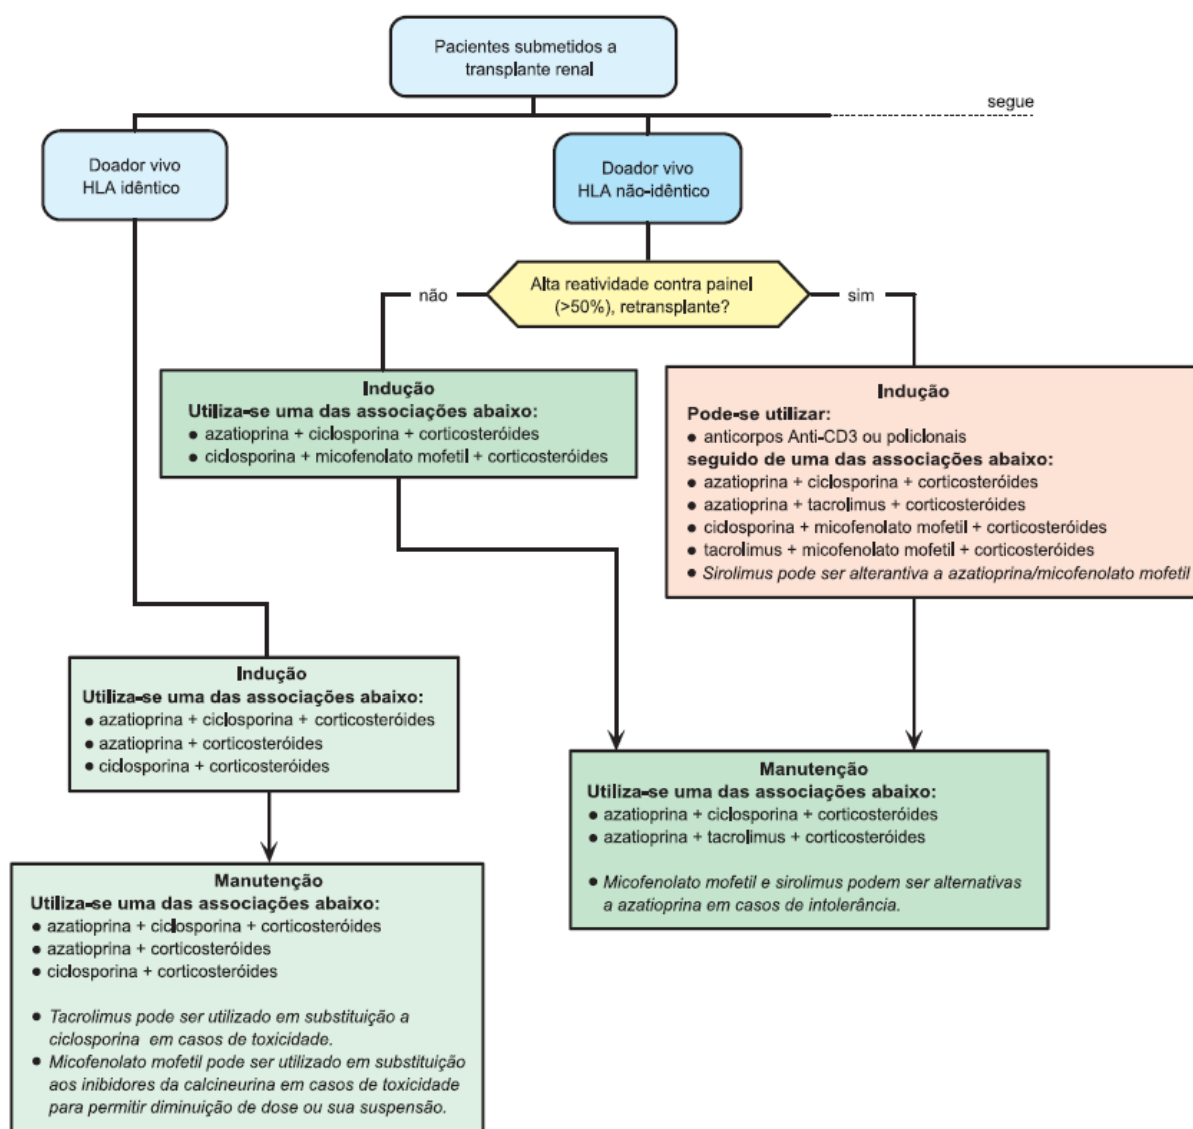 Pacientes submetidos a
transplante renal
segue
Doador vivo
HLA idêntico
Doador vivo
HLA não-idêntico
Alta reatividade contra painel
(>50%), retransplante?
não
sim
Indução
Utiliza-se uma das associações abaixo:
● azatioprina + ciclosporina + corticosteróides
● ciclosporina + micofenolato mofetil + corticosteróides
Indução
Pode-se utilizar:
● anticorpos Anti-CD3 ou policlonais
seguido de uma das associações abaixo:
● azatioprina + ciclosporina + corticosteróides
● azatioprina + tacrolimus + corticosteróides
● ciclosporina + micofenolato mofetil + corticosteróides
● tacrolimus + micofenolato mofetil + corticosteróides
● Sirolimus pode ser alterantiva a azatioprina/micofenolato mofetil
Indução
Utiliza-se uma das associações abaixo:
● azatioprina + ciclosporina + corticosteróides
● azatioprina + corticosteróides
● ciclosporina + corticosteróides
Manutenção
Utiliza-se uma das associações abaixo:
● azatioprina + ciclosporina + corticosteróides
● azatioprina + tacrolimus + corticosteróides
● Micofenolato mofetil e sirolimus podem ser alternativas
a azatioprina em casos de intolerância.
Manutenção
Utiliza-se uma das associações abaixo:
● azatioprina + ciclosporina + corticosteróides
● azatioprina + corticosteróides
● ciclosporina + corticosteróides
● Tacrolimus pode ser utilizado em substituição a
ciclosporina em casos de toxicidade.
● Micofenolato mofetil pode ser utilizado em substituição
aos inibidores da calcineurina em casos de toxicidade
para permitir diminuição de dose ou sua suspensão.